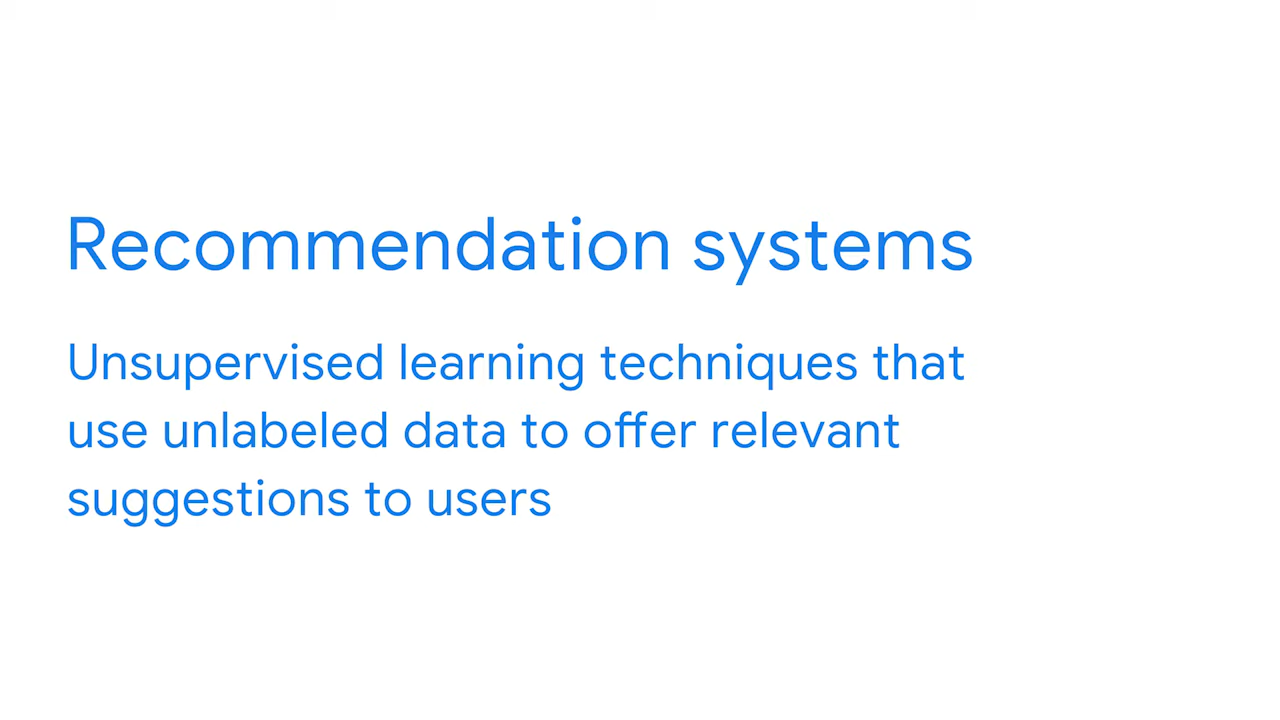 Recommendation systems
Unsupervised learning techniques that
use unlabeled data to offer relevant
suggestions to users